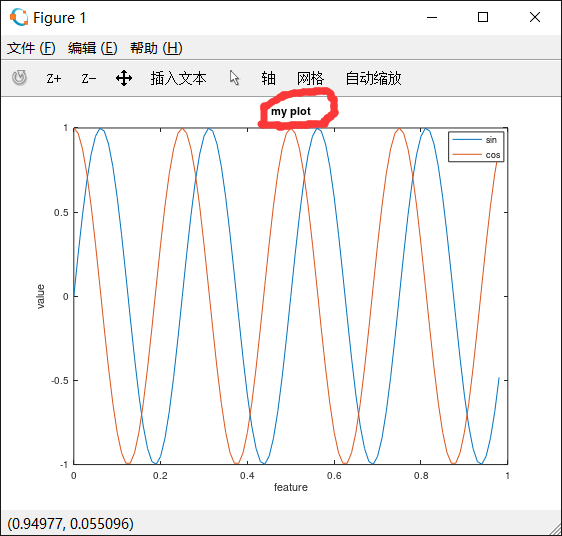 Figure 1
文件 (F) 编辑 (E) 帮助 (H)
Z+ Z− 插入文本 轴 网格 自动缩放
my plot
sin
cos
1
0.5
0
-0.5
-1
value
0 0.2 0.4 0.6 0.8 1
feature
(0.94977, 0.055096)